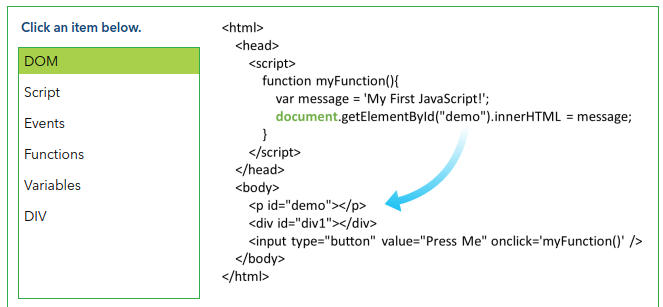 Click an item below.
DOM
Script
Events
Functions
Variables
DIV
<html>
<head>
<script>
function myFunction(){
var message = 'My First JavaScript!';
document.getElementById("demo").innerHTML = message;
}
</script>
</head>
<body>
<p id="demo"></p>
<div id="div1"></div>
<input type="button" value="Press Me" onclick='myFunction()' />
</body>
</html>